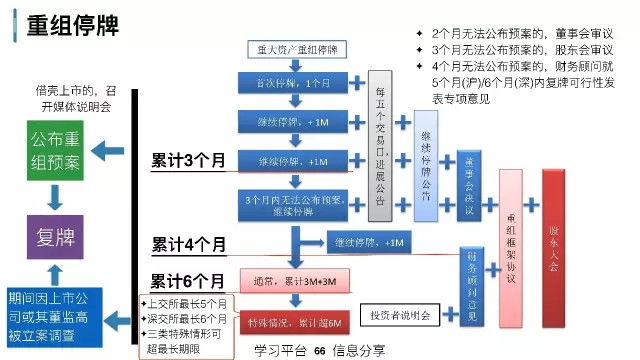 重组停牌
2个月无法公布预案的，董事会审议
3个月无法公布预案的，股东会审议
4个月无法公布预案的，财务顾问就
5个月(沪)/6个月(深)内复牌可行性发
表专项意见
重大资产重组停牌
首次停牌，1个月
继续停牌，+1M
继续停牌，+1M
3个月内无法公布预案，
继续停牌
继续停牌，+1M
通常，累计3M+3M
特殊情况，累计超6M
每五个交易日，进展公告
继续停牌公告
董事会决议
重组框架协议
股东大会
财务顾问意见
投资者说明会
累计3个月
累计4个月
累计6个月
借壳上市的，召
开媒体说明会
公布重
组预案
复牌
期间因上市公
司或其董监高
被立案调查
上交所最长5个月
深交所最长6个月
三类特殊情形可
超最长期限
学习平台 66 信息分享